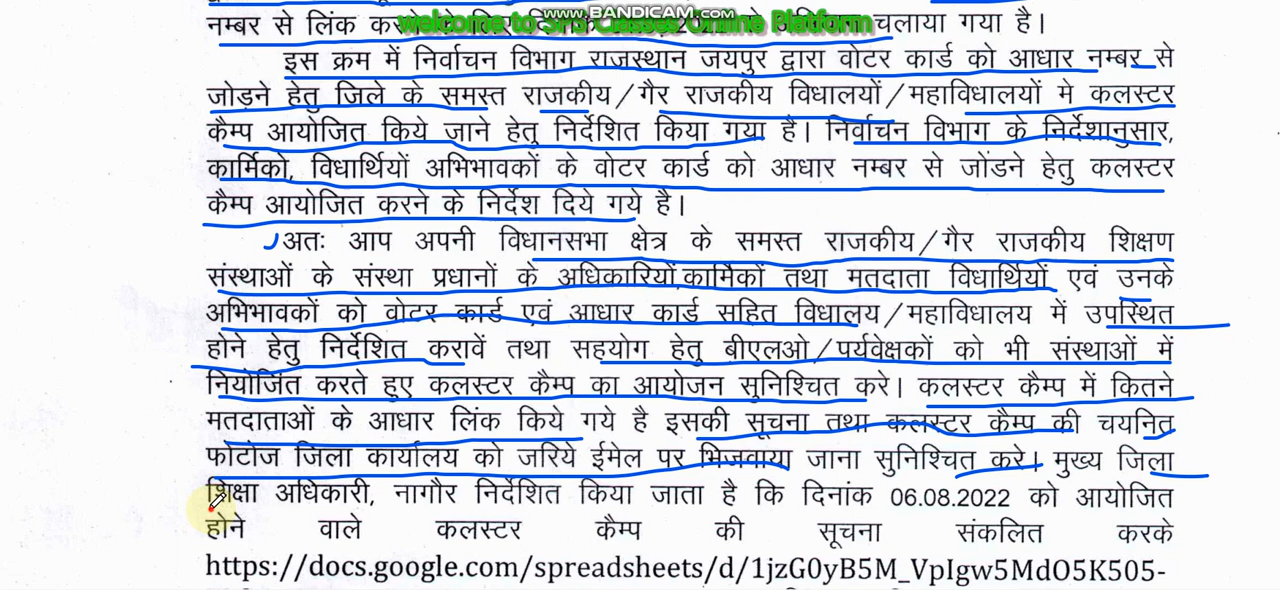 www.BANDICAM.com
welcome to SPS Classes Online Platform
नम्बर से लिंक करने के लिए चलाया गया है।
इस क्रम में निर्वाचन विभाग राजस्थान जयपुर द्वारा वोटर कार्ड को आधार नम्बर से
जोड़ने हेतु जिले के समस्त राजकीय/गैर राजकीय विधालयों/महाविधालयों मे कलस्टर
कैम्प आयोजित किये जाने हेतु निर्देशित किया गया है। निर्वाचन विभाग के निर्देशानुसार,
कार्मिको, विधार्थियों अभिभावकों के वोटर कार्ड को आधार नम्बर से जोंडने हेतु कलस्टर
कैम्प आयोजित करने के निर्देश दिये गये है।
अतः आप अपनी विधानसभा क्षेत्र के समस्त राजकीय/गैर राजकीय शिक्षण
संस्थाओं के संस्था प्रधानों के अधिकारियों,कार्मिकों तथा मतदाता विधार्थियों एवं उनके
अभिभावकों को वोटर कार्ड एवं आधार कार्ड सहित विधालय/महाविधालय में उपस्थित
होने हेतु निर्देशित करावें तथा सहयोग हेतु बीएलओ/पर्यवेक्षकों को भी संस्थाओं में
नियोजित करते हुए कलस्टर कैम्प का आयोजन सुनिश्चित करे। कलस्टर कैम्प में कितने
मतदाताओं के आधार लिंक किये गये है इसकी सूचना तथा कलस्टर कैम्प की चयनित
फोटोज जिला कार्यालय को जरिये ईमेल पर भिजवाया जाना सुनिश्चित करे। मुख्य जिला
शिक्षा अधिकारी, नागौर निर्देशित किया जाता है कि दिनांक 06.08.2022 को आयोजित
होने वाले कलस्टर कैम्प की सूचना संकलित करके
https://docs.google.com/spreadsheets/d/1jzG0yB5M_VpIgw5MdO5K505-